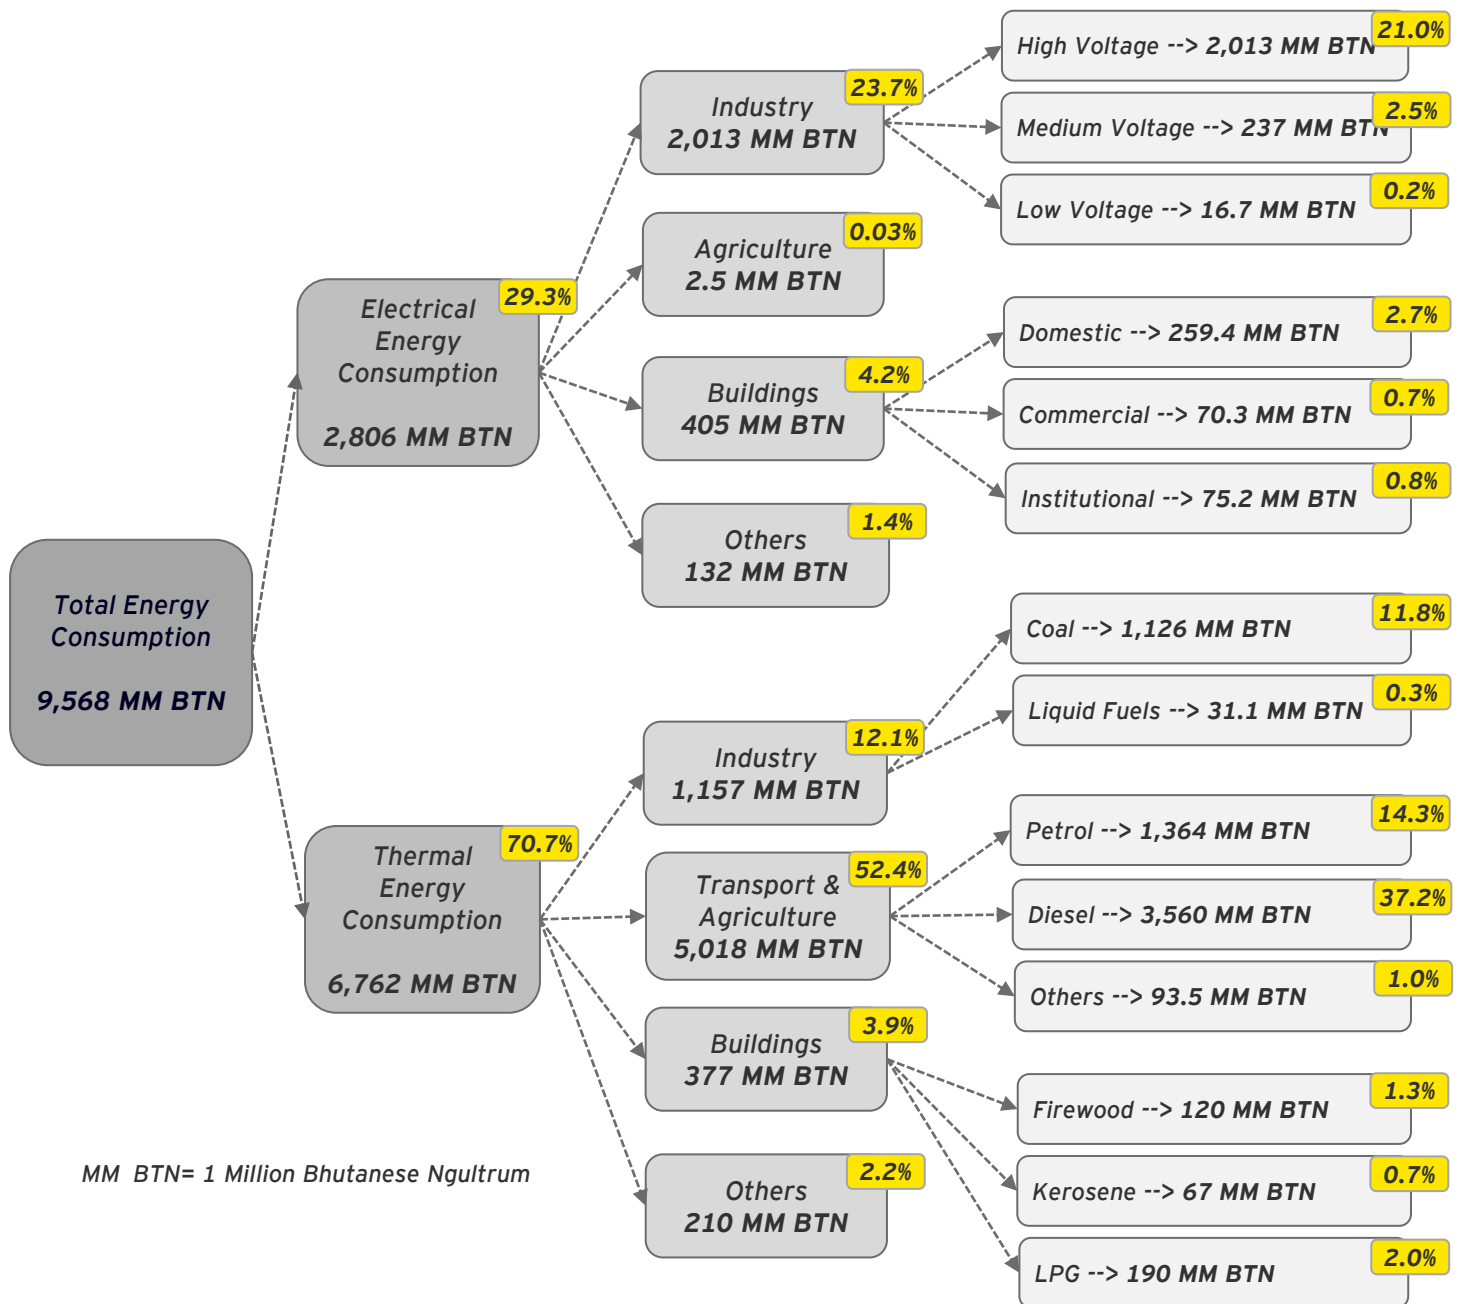 Total Energy
Consumption
9,568 MM BTN
Electrical
Energy
Consumption
2,806 MM BTN
29.3%
Industry
2,013 MM BTN
23.7%
High Voltage --> 2,013 MM BTN
21.0%
Medium Voltage --> 237 MM BTN
2.5%
Low Voltage --> 16.7 MM BTN
0.2%
Agriculture
2.5 MM BTN
0.03%
Buildings
405 MM BTN
4.2%
Domestic --> 259.4 MM BTN
2.7%
Commercial --> 70.3 MM BTN
0.7%
Institutional --> 75.2 MM BTN
0.8%
Others
132 MM BTN
1.4%
Thermal
Energy
Consumption
6,762 MM BTN
70.7%
Industry
1,157 MM BTN
12.1%
Coal --> 1,126 MM BTN
11.8%
Liquid Fuels --> 31.1 MM BTN
0.3%
Transport &
Agriculture
5,018 MM BTN
52.4%
Petrol --> 1,364 MM BTN
14.3%
Diesel --> 3,560 MM BTN
37.2%
Others --> 93.5 MM BTN
1.0%
Buildings
377 MM BTN
3.9%
Firewood --> 120 MM BTN
1.3%
Kerosene --> 67 MM BTN
0.7%
LPG --> 190 MM BTN
2.0%
Others
210 MM BTN
2.2%
MM BTN= 1 Million Bhutanese Ngultrum